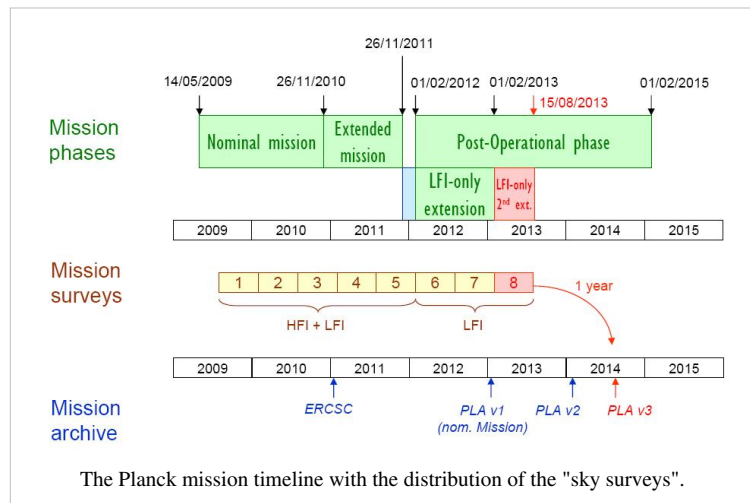 26/11/2011
14/05/2009 26/11/2010 01/02/2012 01/02/2013 01/02/2015
15/08/2013
Mission
phases
Nominal mission
Extended
mission
Post-Operational phase
LFI-only
extension
LFI-only
2nd ext.
2009 2010 2011 2012 2013 2014 2015
Mission
surveys
1 2 3 4 5 6 7 8
1 year
HFI + LFI LFI
2009 2010 2011 2012 2013 2014 2015
Mission
archive
ERCSC
PLA v1
(nom. Mission)
PLA v2
PLA v3
The Planck mission timeline with the distribution of the "sky surveys".